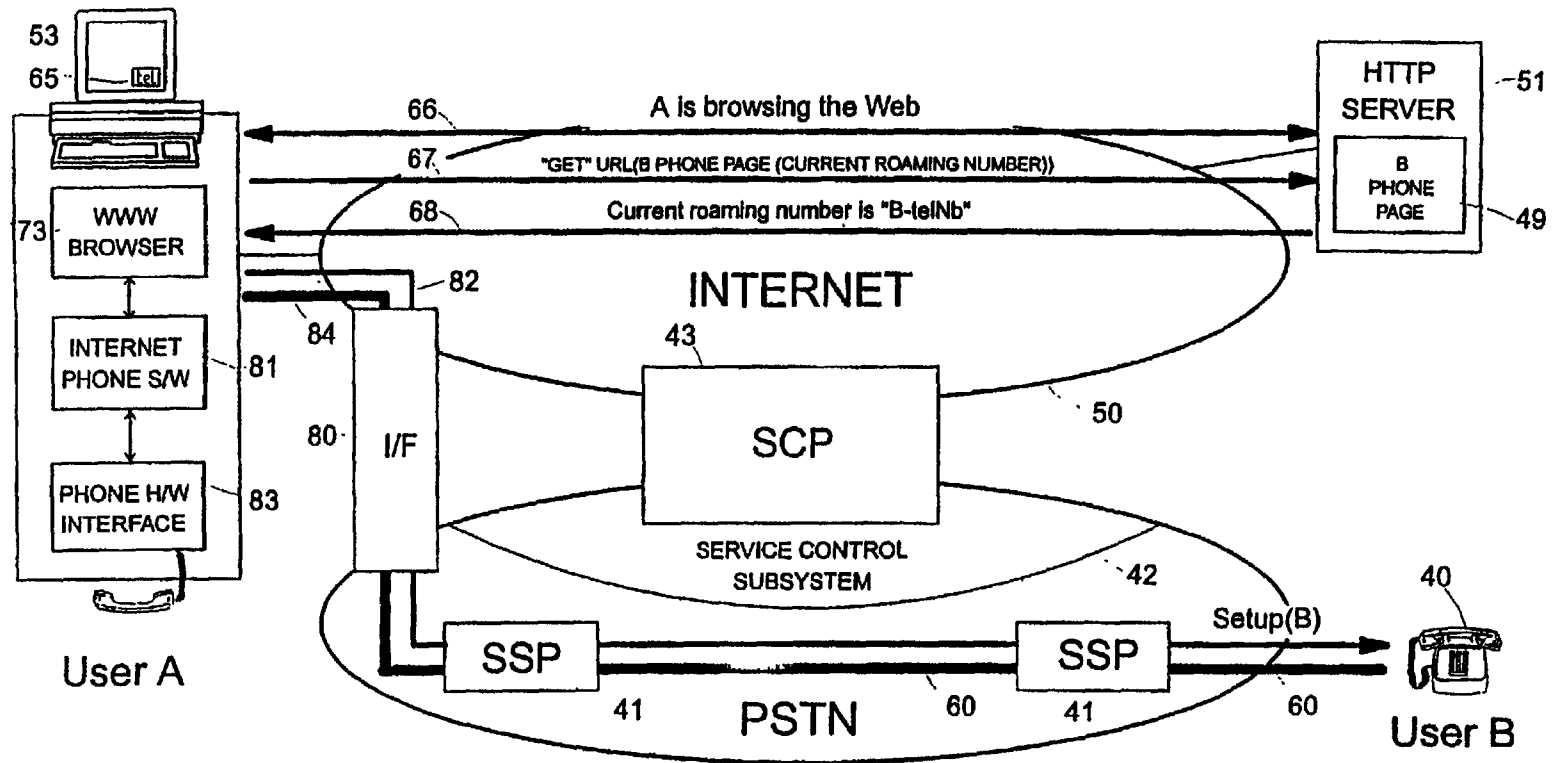 53
65
tel
66
A is browsing the Web
HTTP
SERVER
51
67
"GET" URL(B PHONE PAGE (CURRENT ROAMING NUMBER))
B
PHONE
PAGE
49
68
Current roaming number is "B-telNb"
73
WWW
BROWSER
82
INTERNET
84
INTERNET
PHONE S/W
81
43
50
80
I/F
SCP
PHONE H/W
INTERFACE
83
SERVICE CONTROL
SUBSYSTEM
42
40
Setup(B)
User A
SSP
SSP
41
60
41
60
PSTN
User B